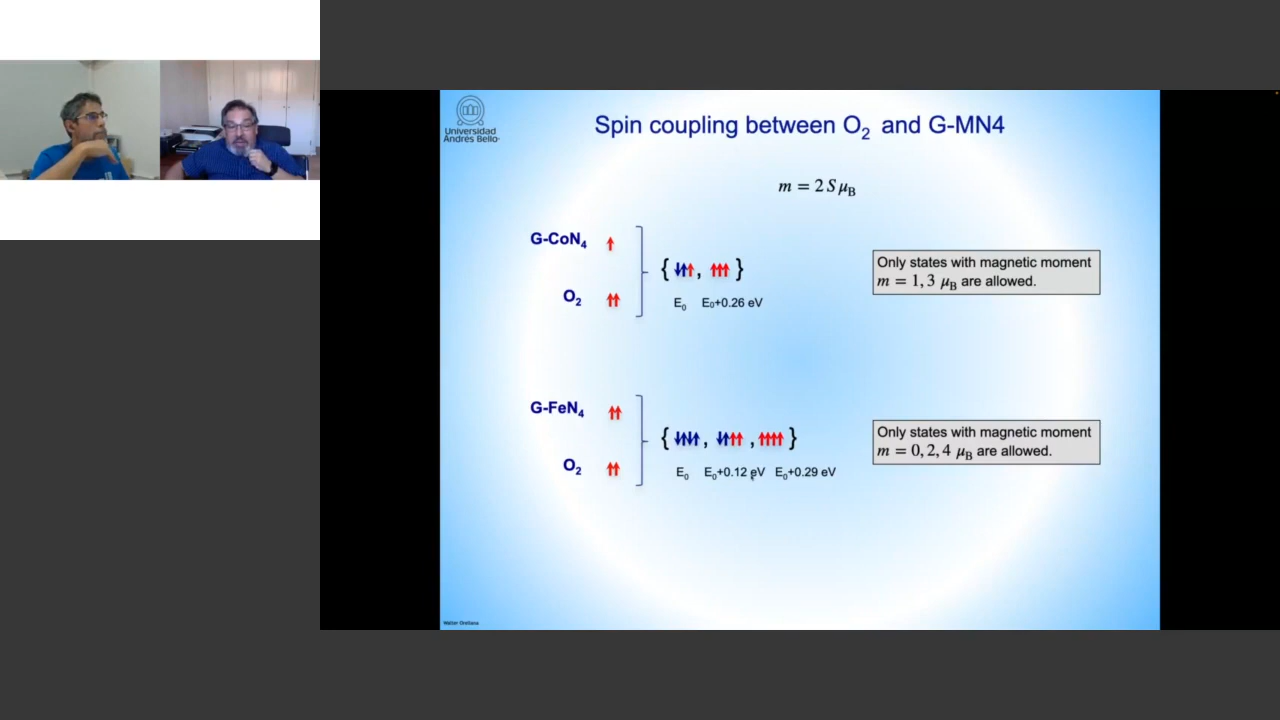 Universidad
Andrés Bello
Spin coupling between O₂ and G-MN4
m = 2 S μ_B
G-CoN₄ ↑
O₂ ↑↑
{ ↓↑↑ , ↑↑↑ }
E₀ E₀+0.26 eV
Only states with magnetic moment
m = 1, 3 μ_B are allowed.
G-FeN₄ ↑↑
O₂ ↑↑
{ ↓↑↓↑ , ↓↑↑↑ , ↑↑↑↑ }
E₀ E₀+0.12 eV E₀+0.29 eV
Only states with magnetic moment
m = 0, 2, 4 μ_B are allowed.
Walter Orellana